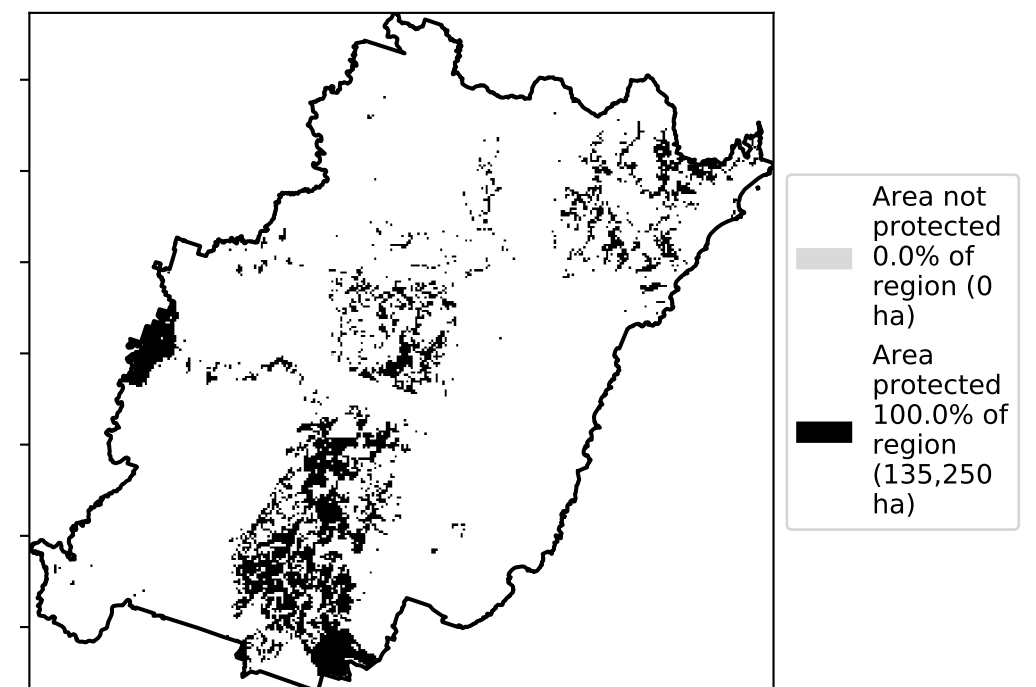 Area not
protected
0.0% of
region (0
ha)
Area
protected
100.0% of
region
(135,250
ha)